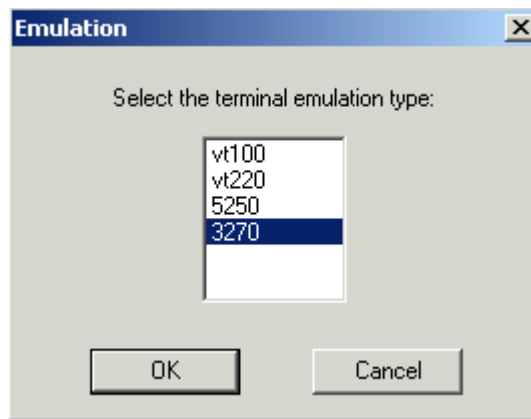 Emulation
Select the terminal emulation type:
vt100
vt220
5250
3270
OK
Cancel